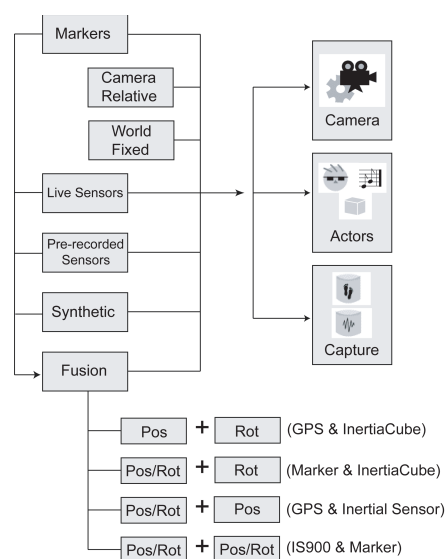 Markers
Camera
Relative
World
Fixed
Live Sensors
Pre-recorded
Sensors
Synthetic
Fusion
Camera
Actors
Capture
Pos + Rot (GPS & InertiaCube)
Pos/Rot + Rot (Marker & InertiaCube)
Pos/Rot + Pos (GPS & Inertial Sensor)
Pos/Rot + Pos/Rot (IS900 & Marker)